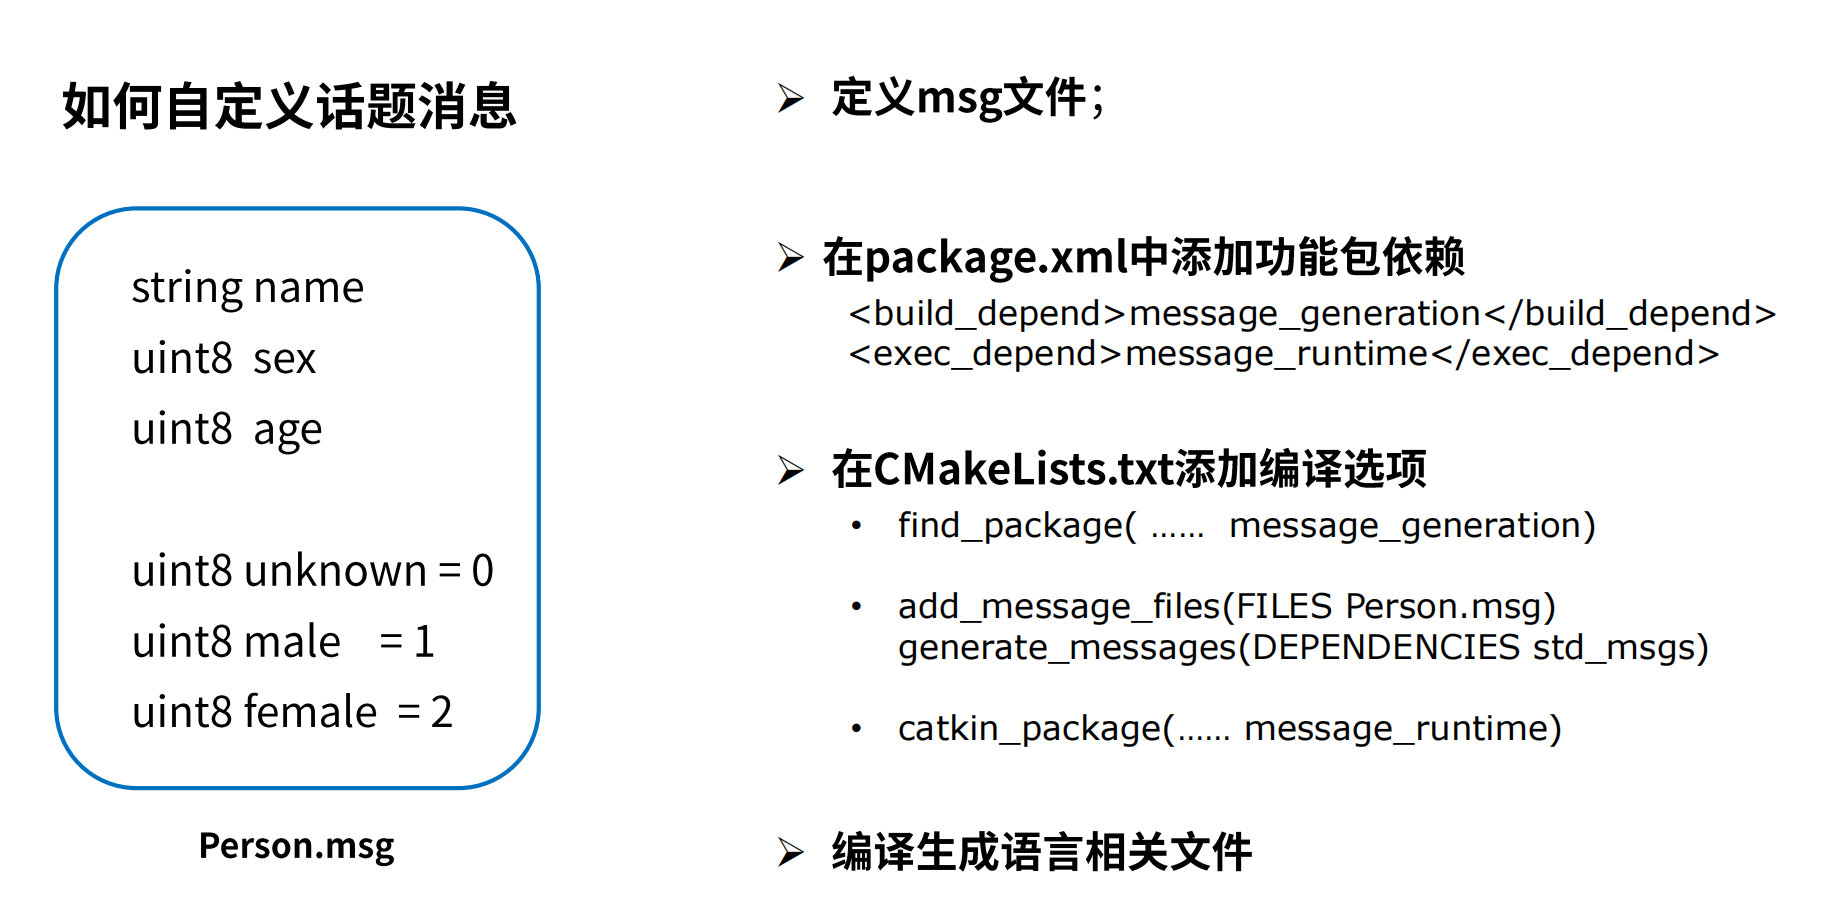 如何自定义话题消息
string name
uint8 sex
uint8 age
uint8 unknown = 0
uint8 male = 1
uint8 female = 2
Person.msg
➢ 定义msg文件；
➢ 在package.xml中添加功能包依赖
<build_depend>message_generation</build_depend>
<exec_depend>message_runtime</exec_depend>
➢ 在CMakeLists.txt添加编译选项
• find_package( …… message_generation)
• add_message_files(FILES Person.msg)
generate_messages(DEPENDENCIES std_msgs)
• catkin_package(…… message_runtime)
➢ 编译生成语言相关文件